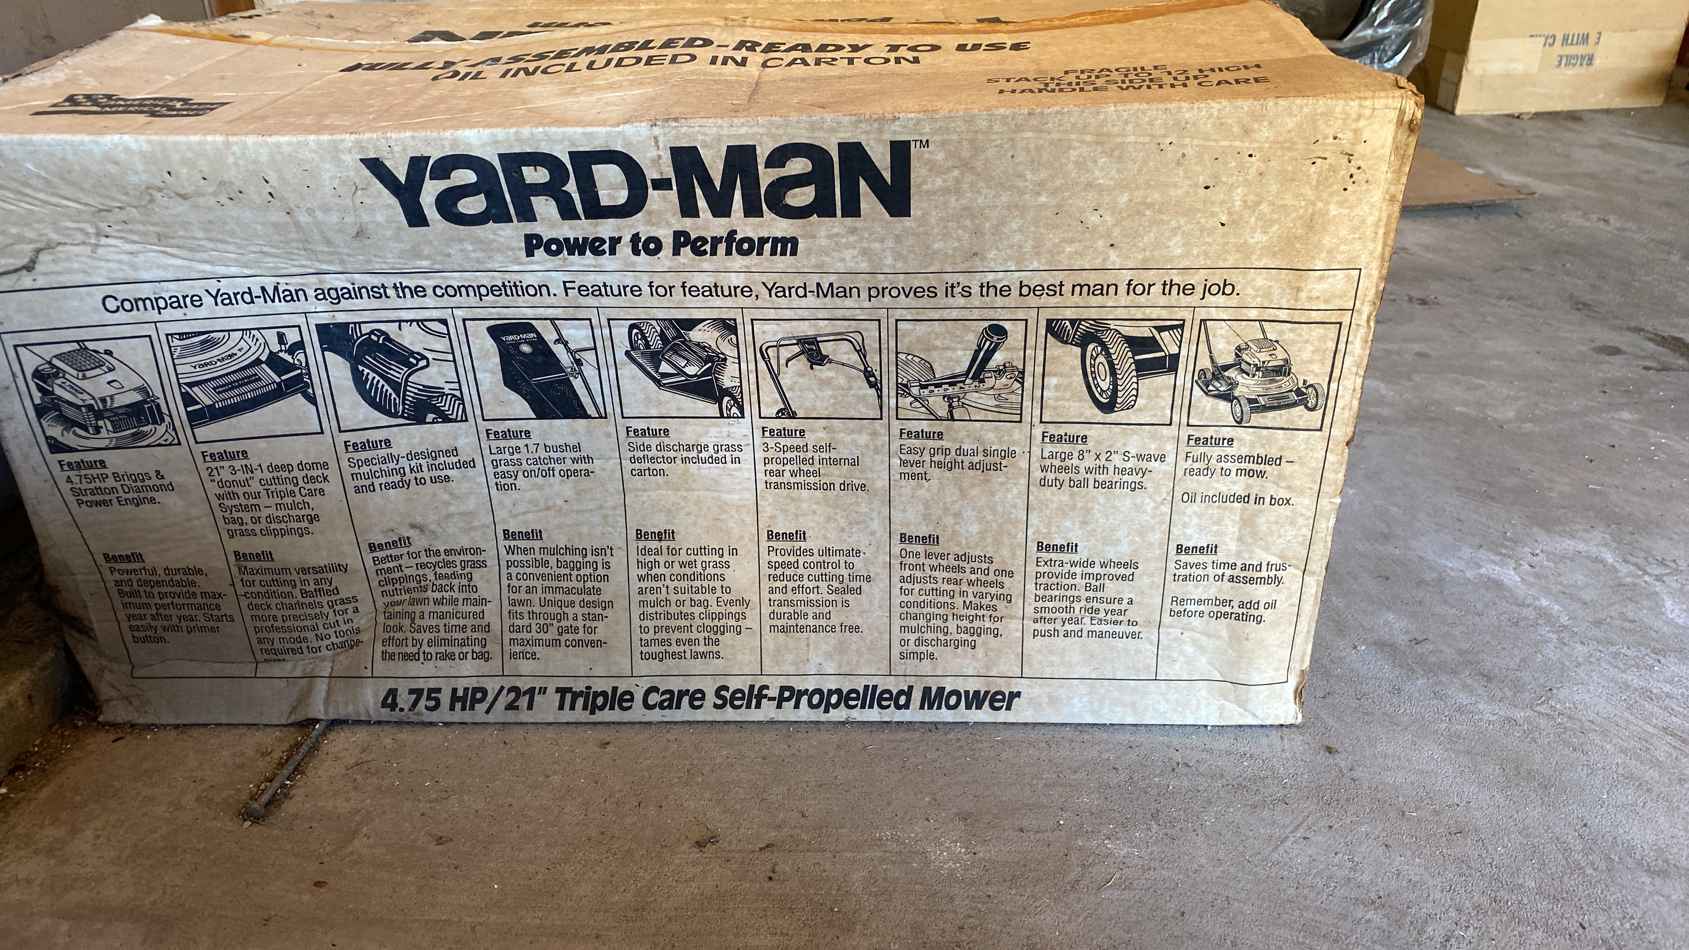 FULLY ASSEMBLED-READY TO USE
OIL INCLUDED IN CARTON
FRAGILE
STACK UP TO 12 HIGH
THIS SIDE UP
HANDLE WITH CARE
RAGILE
E WITH CA
YARD-MAN™
Power to Perform
Compare Yard-Man against the competition. Feature for feature, Yard-Man proves it's the best man for the job.
YARD-MAN
YARD-MAN
Feature
4.75HP Briggs &
Stratton Diamond
Power Engine.
Benefit
Powerful, durable,
and dependable.
Built to provide max-
imum performance
year after year. Starts
easily with primer
button.
Feature
21" 3-IN-1 deep dome
"donut" cutting deck
with our Triple Care
System – mulch,
bag, or discharge
grass clippings.
Benefit
Maximum versatility
for cutting in any
condition. Baffled
deck channels grass
more precisely for a
professional cut in
any mode. No tools
required for change-
Feature
Specially-designed
mulching kit included
and ready to use.
Benefit
Better for the environ-
ment – recycles grass
clippings, feeding
nutrients back into
your lawn while main-
taining a manicured
look. Saves time and
effort by eliminating
the need to rake or bag.
Feature
Large 1.7 bushel
grass catcher with
easy on/off opera-
tion.
Benefit
When mulching isn't
possible, bagging is
a convenient option
for an immaculate
lawn. Unique design
fits through a stan-
dard 30" gate for
maximum conven-
ience.
Feature
Side discharge grass
deflector included in
carton.
Benefit
Ideal for cutting in
high or wet grass
when conditions
aren't suitable to
mulch or bag. Evenly
distributes clippings
to prevent clogging –
tames even the
toughest lawns.
Feature
3-Speed self-
propelled internal
rear wheel
transmission drive.
Benefit
Provides ultimate
speed control to
reduce cutting time
and effort. Sealed
transmission is
durable and
maintenance free.
Feature
Easy grip dual single
lever height adjust-
ment.
Benefit
One lever adjusts
front wheels and one
adjusts rear wheels
for cutting in varying
conditions. Makes
changing height for
mulching, bagging,
or discharging
simple.
Feature
Large 8" x 2" S-wave
wheels with heavy-
duty ball bearings.
Benefit
Extra-wide wheels
provide improved
traction. Ball
bearings ensure a
smooth ride year
after year. Easier to
push and maneuver.
Feature
Fully assembled –
ready to mow.
Oil included in box.
Benefit
Saves time and frus-
tration of assembly.
Remember, add oil
before operating.
4.75 HP/21" Triple Care Self-Propelled Mower